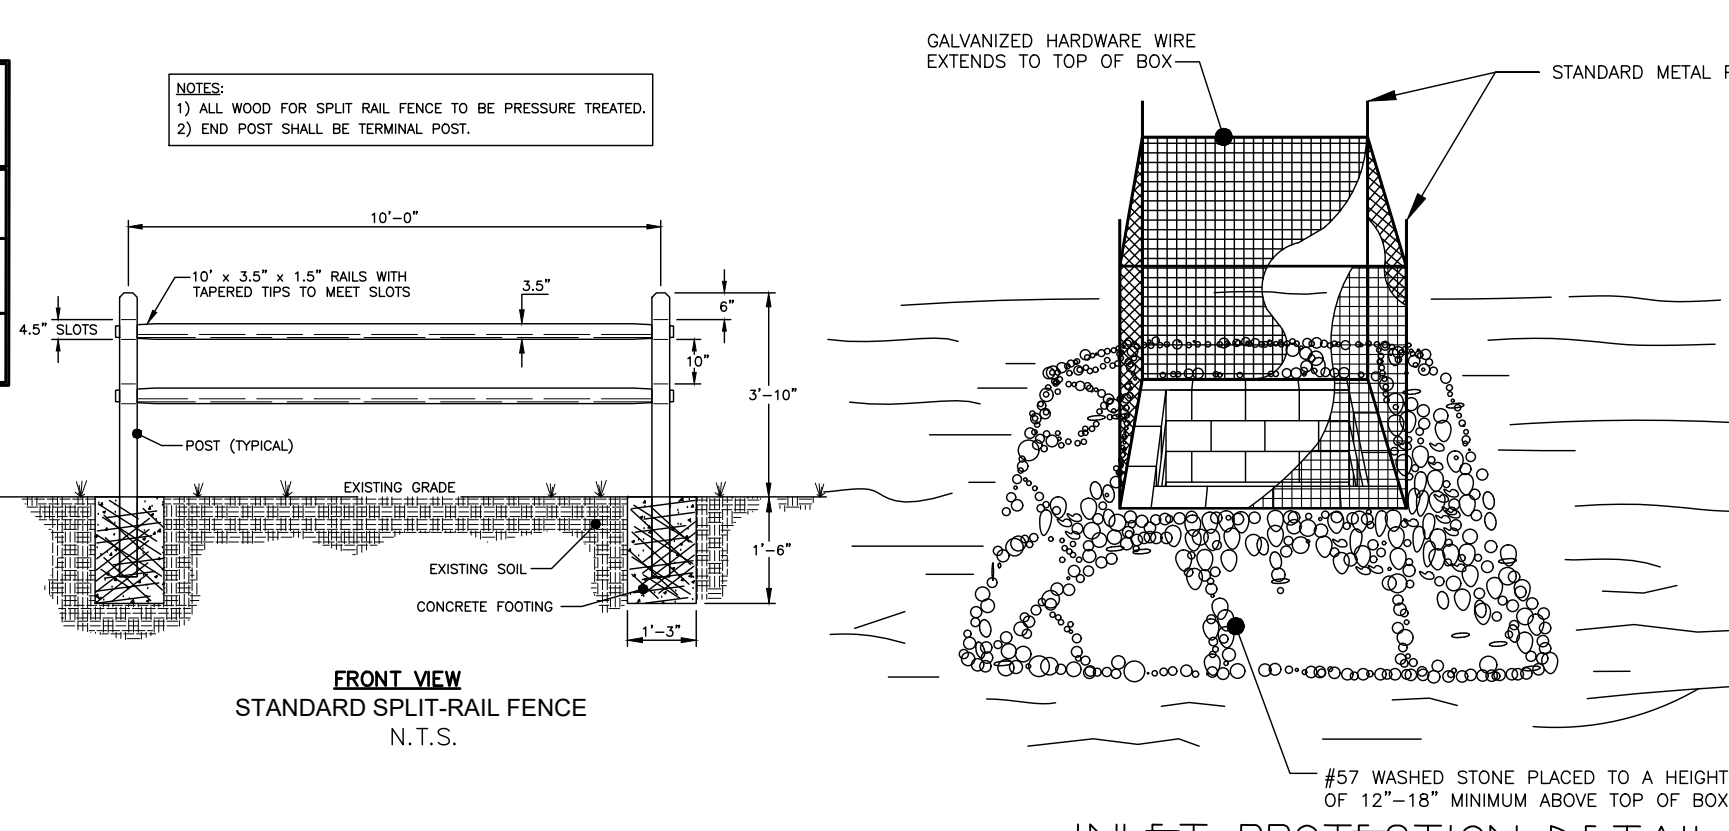 NOTES:
1) ALL WOOD FOR SPLIT RAIL FENCE TO BE PRESSURE TREATED.
2) END POST SHALL BE TERMINAL POST.
10'-0"
10' x 3.5" x 1.5" RAILS WITH
TAPERED TIPS TO MEET SLOTS
3.5"
6"
4.5" SLOTS
10"
3'-10"
POST (TYPICAL)
EXISTING GRADE
1'-6"
EXISTING SOIL
CONCRETE FOOTING
1'-3"
FRONT VIEW
STANDARD SPLIT-RAIL FENCE
N.T.S.
GALVANIZED HARDWARE WIRE
EXTENDS TO TOP OF BOX
STANDARD METAL
#57 WASHED STONE PLACED TO A HEIGHT
OF 12"-18" MINIMUM ABOVE TOP OF BOX
INLET PROTECTION DETAIL